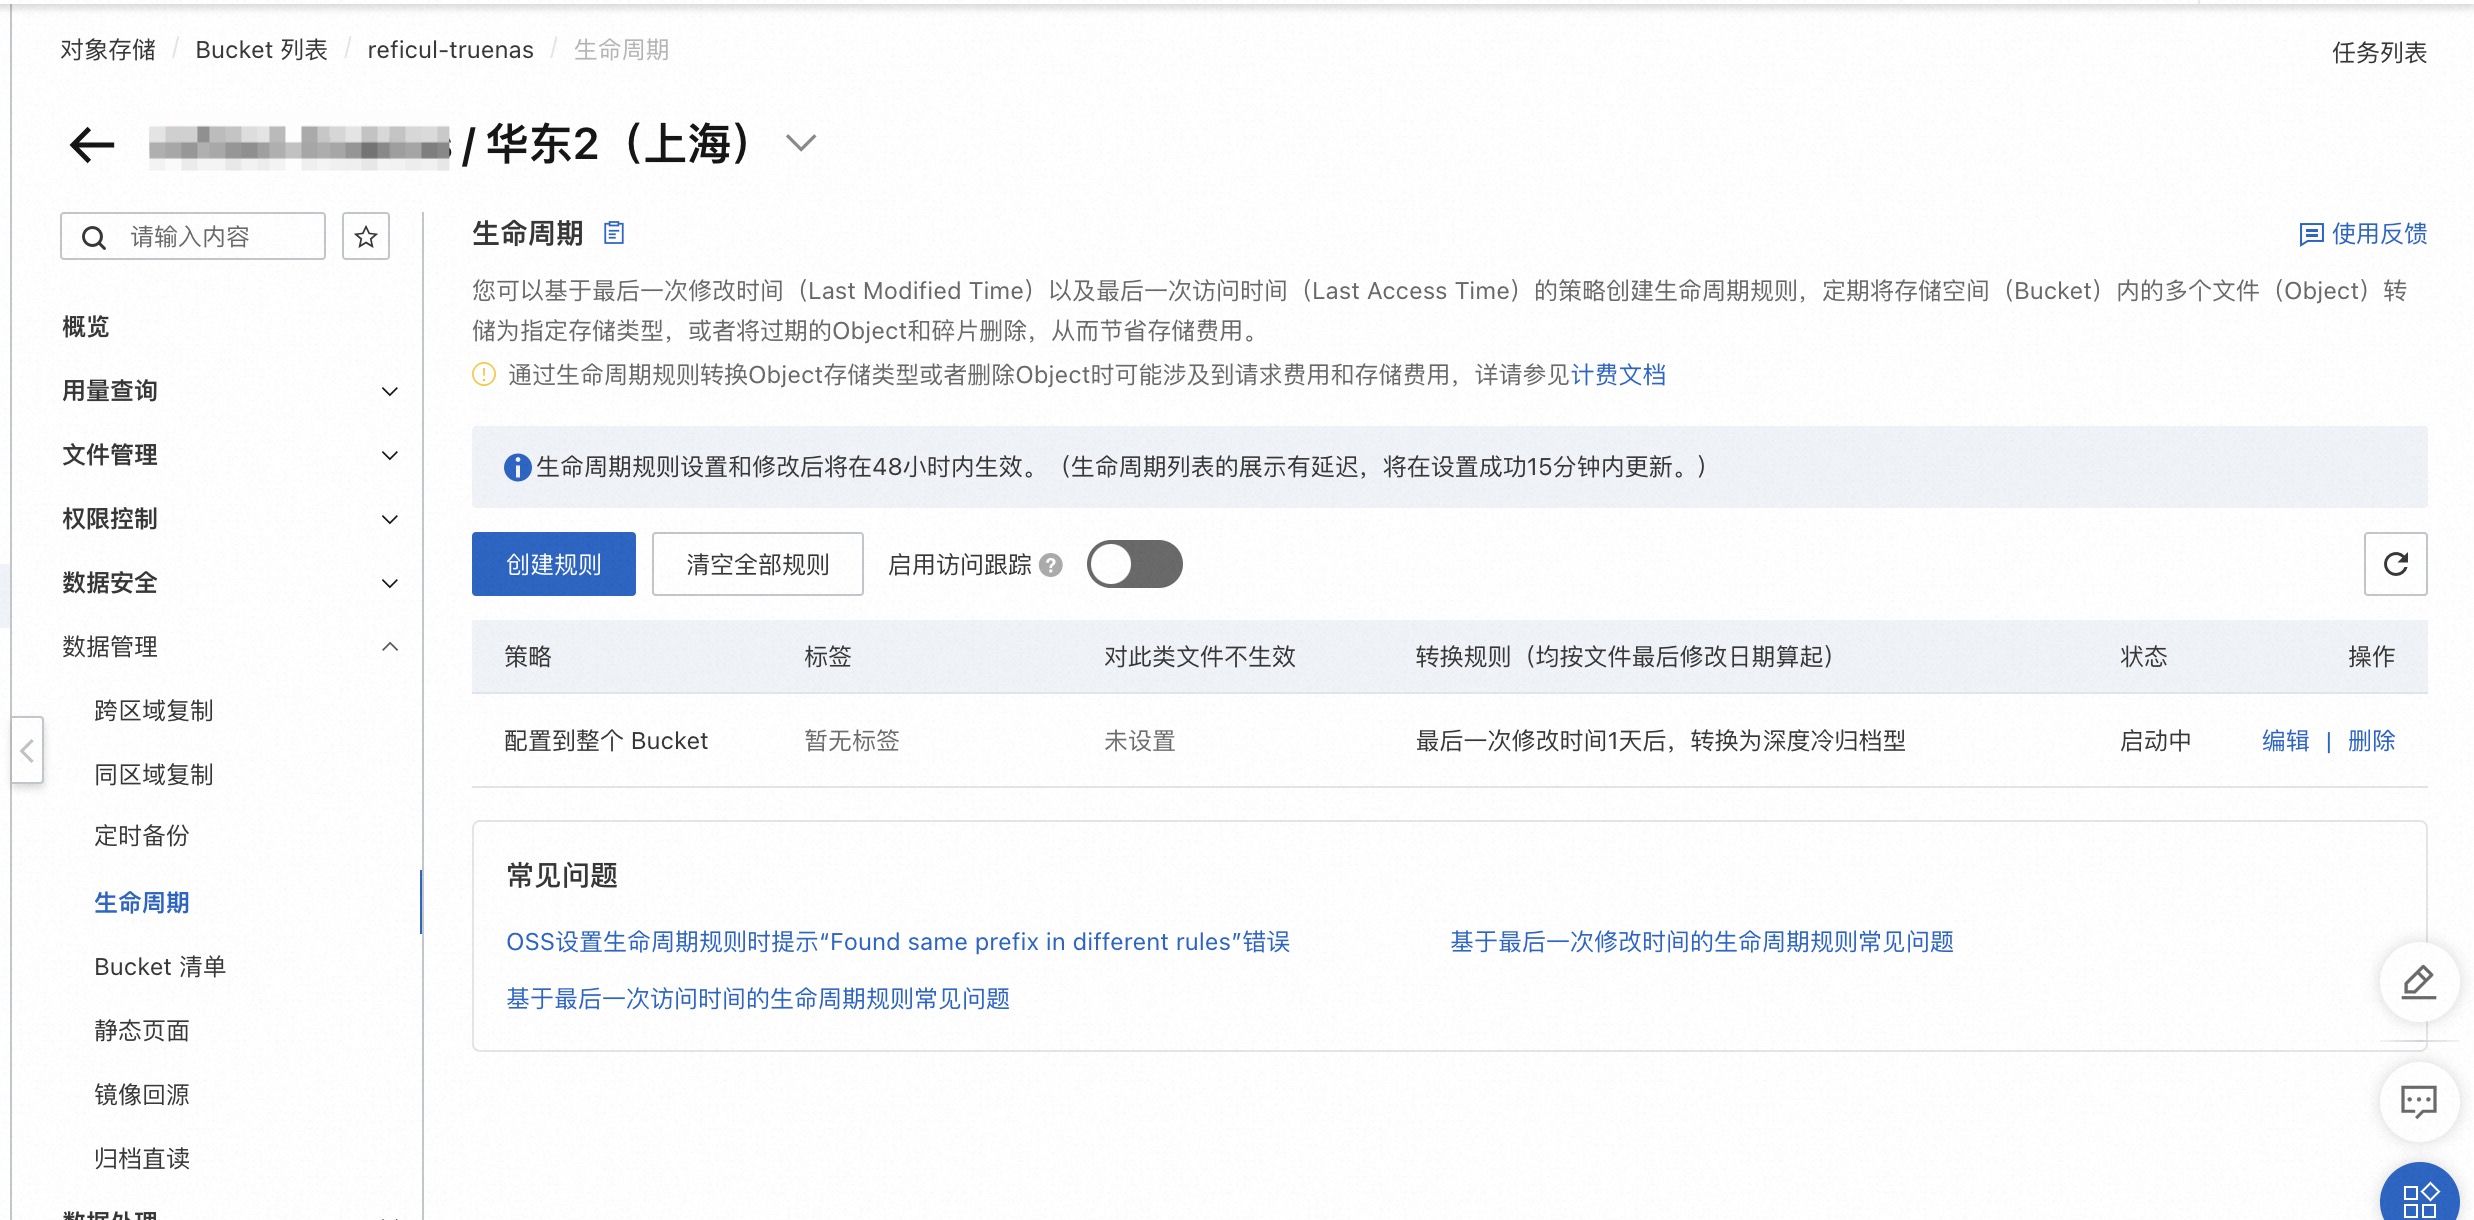 对象存储 / Bucket 列表 / reficul-truenas / 生命周期
任务列表
/ 华东2（上海）
请输入内容
概览
用量查询
文件管理
权限控制
数据安全
数据管理
跨区域复制
同区域复制
定时备份
生命周期
Bucket 清单
静态页面
镜像回源
归档直读
数据处理
生命周期
使用反馈
您可以基于最后一次修改时间（Last Modified Time）以及最后一次访问时间（Last Access Time）的策略创建生命周期规则，定期将存储空间（Bucket）内的多个文件（Object）转
储为指定存储类型，或者将过期的Object和碎片删除，从而节省存储费用。
通过生命周期规则转换Object存储类型或者删除Object时可能涉及到请求费用和存储费用，详请参见计费文档
生命周期规则设置和修改后将在48小时内生效。（生命周期列表的展示有延迟，将在设置成功15分钟内更新。）
创建规则 清空全部规则 启用访问跟踪 ?
策略 标签 对此类文件不生效 转换规则（均按文件最后修改日期算起） 状态 操作
配置到整个 Bucket 暂无标签 未设置 最后一次修改时间1天后，转换为深度冷归档型 启动中 编辑 | 删除
常见问题
OSS设置生命周期规则时提示“Found same prefix in different rules”错误
基于最后一次修改时间的生命周期规则常见问题
基于最后一次访问时间的生命周期规则常见问题